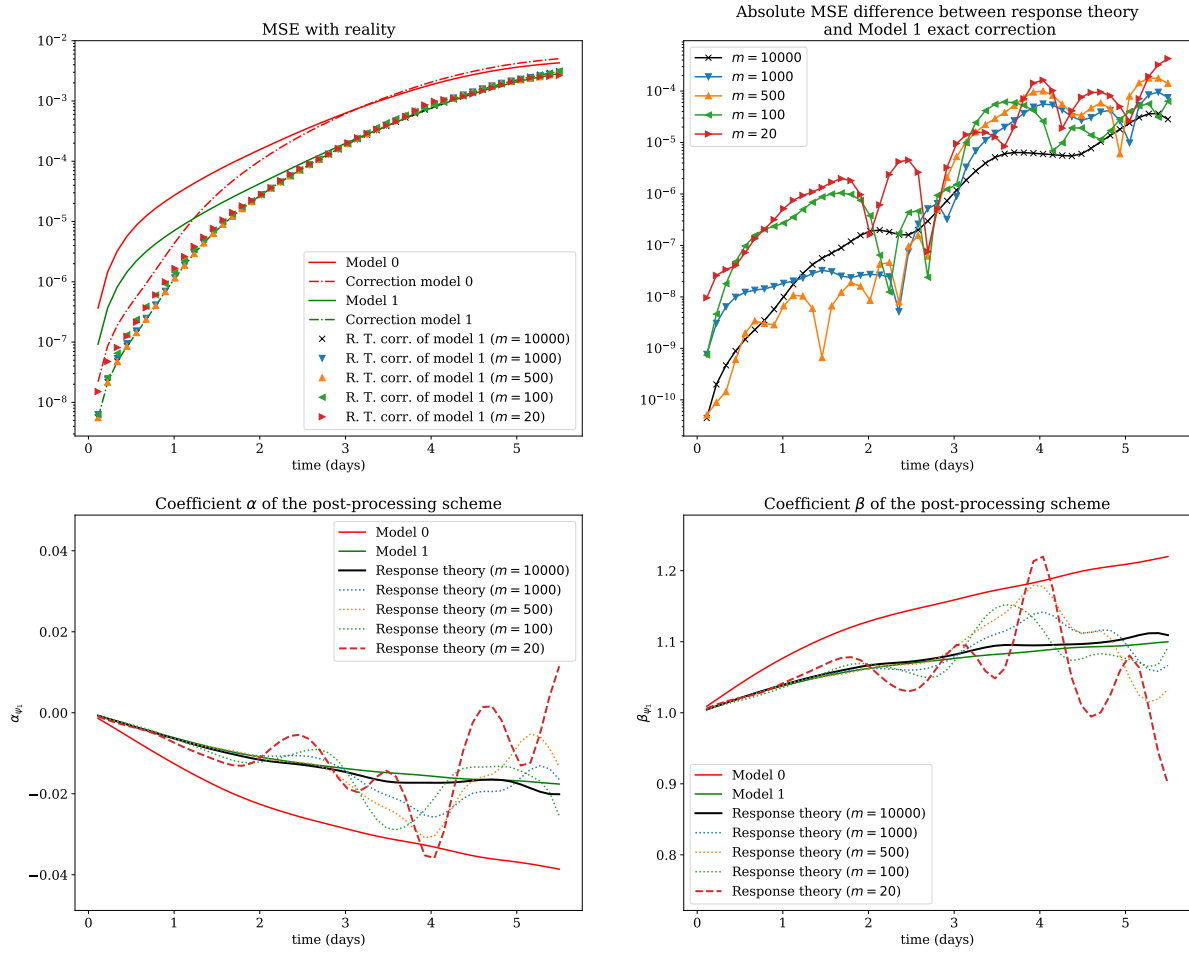 MSE with reality
10⁻²
10⁻³
10⁻⁴
10⁻⁵
10⁻⁶
10⁻⁷
10⁻⁸
Model 0
Correction model 0
Model 1
Correction model 1
R. T. corr. of model 1 (m = 10000)
R. T. corr. of model 1 (m = 1000)
R. T. corr. of model 1 (m = 500)
R. T. corr. of model 1 (m = 100)
R. T. corr. of model 1 (m = 20)
0 1 2 3 4 5
time (days)
Absolute MSE difference between response theory
and Model 1 exact correction
m = 10000
m = 1000
m = 500
m = 100
m = 20
10⁻⁴
10⁻⁵
10⁻⁶
10⁻⁷
10⁻⁸
10⁻⁹
10⁻¹⁰
0 1 2 3 4 5
time (days)
Coefficient α of the post-processing scheme
Model 0
Model 1
Response theory (m = 10000)
Response theory (m = 1000)
Response theory (m = 500)
Response theory (m = 100)
Response theory (m = 20)
0.04
0.02
0.00
−0.02
−0.04
α_ψ₁
0 1 2 3 4 5
time (days)
Coefficient β of the post-processing scheme
1.2
1.1
1.0
0.9
0.8
β_ψ₁
Model 0
Model 1
Response theory (m = 10000)
Response theory (m = 1000)
Response theory (m = 500)
Response theory (m = 100)
Response theory (m = 20)
0 1 2 3 4 5
time (days)